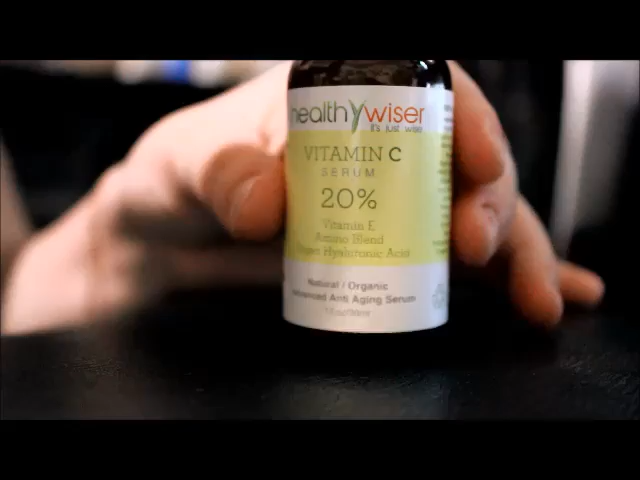 healthywiser
it's just wise
VITAMIN C
SERUM
20%
Vitamin E
Amino Blend
Hyaluronic Acid
Natural / Organic
Advanced Anti Aging Serum